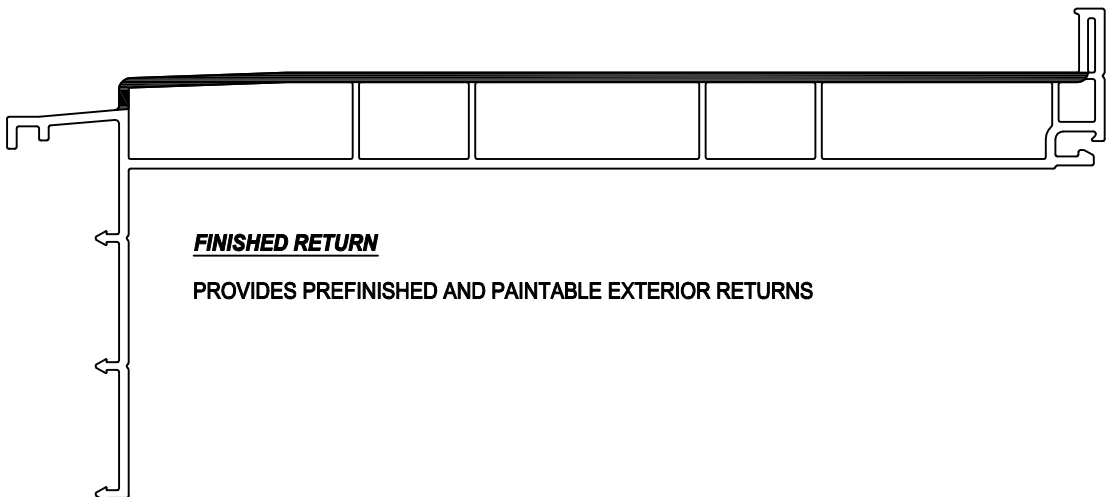 FINISHED RETURN
PROVIDES PREFINISHED AND PAINTABLE EXTERIOR RETURNS